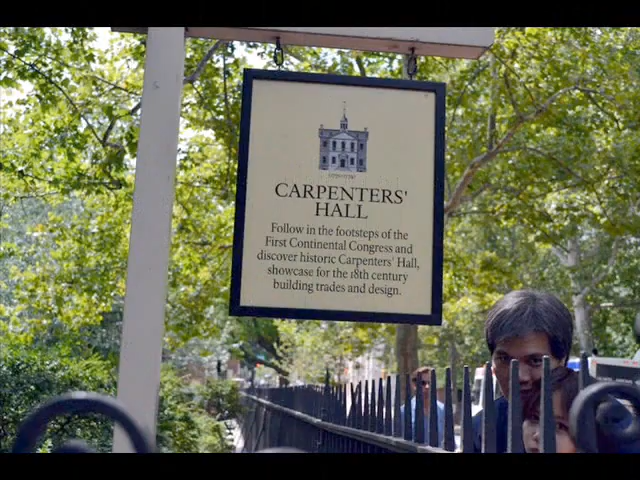 CARPENTERS'
HALL
Follow in the footsteps of the
First Continental Congress and
discover historic Carpenters' Hall,
showcase for the 18th century
building trades and design.